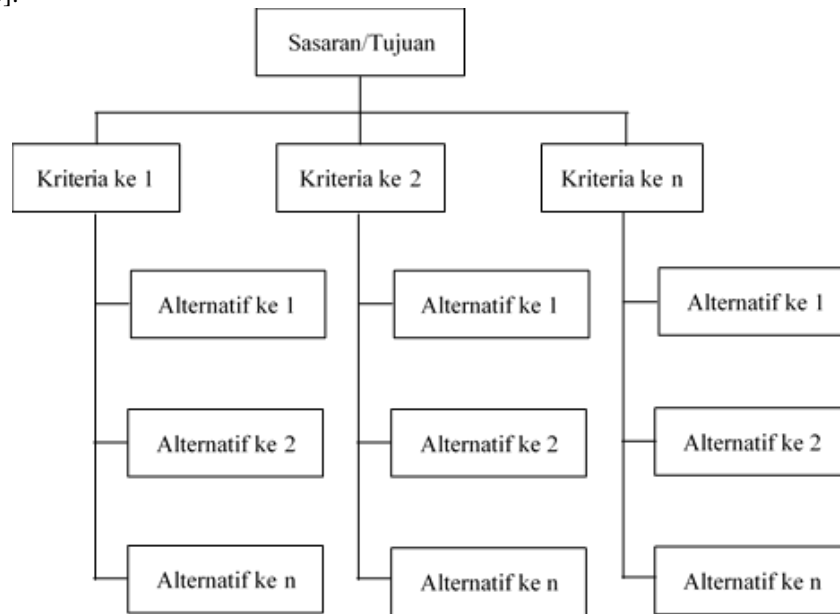 ].
Sasaran/Tujuan
Kriteria ke 1
Kriteria ke 2
Kriteria ke n
Alternatif ke 1
Alternatif ke 1
Alternatif ke 1
Alternatif ke 2
Alternatif ke 2
Alternatif ke 2
Alternatif ke n
Alternatif ke n
Alternatif ke n